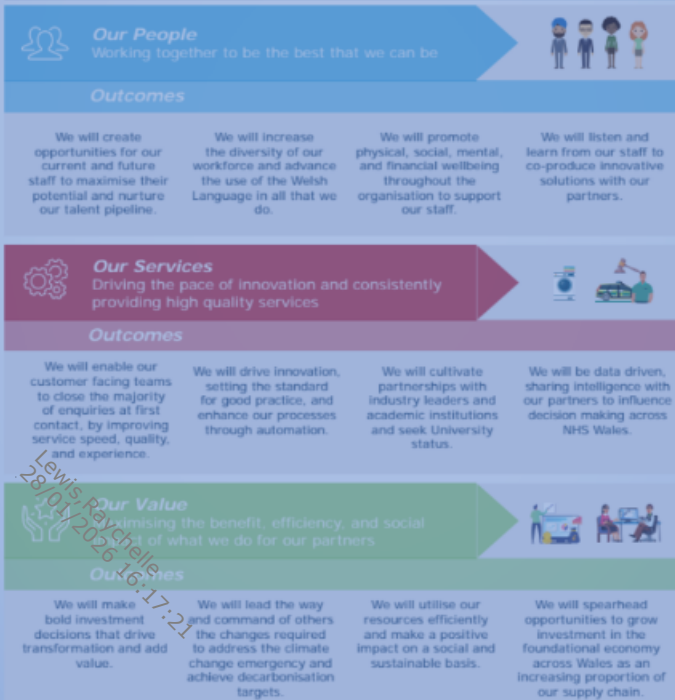 Our People
Working together to be the best that we can be
Outcomes
We will create
opportunities for our
current and future
staff to maximise their
potential and nurture
our talent pipeline.
We will increase
the diversity of our
workforce and advance
the use of the Welsh
Language in all that we
do.
We will promote
physical, social, mental,
and financial wellbeing
throughout the
organisation to support
our staff.
We will listen and
learn from our staff to
co-produce innovative
solutions with our
partners.
Our Services
Driving the pace of innovation and consistently
providing high quality services
Outcomes
We will enable our
customer facing teams
to close the majority
of enquiries at first
contact, by improving
service speed, quality,
and experience.
We will drive innovation,
setting the standard
for good practice, and
enhance our processes
through automation.
We will cultivate
partnerships with
industry leaders and
academic institutions
and seek University
status.
We will be data driven,
sharing intelligence with
our partners to influence
decision making across
NHS Wales.
Our Value
Maximising the benefit, efficiency, and social
of what we do for our partners
Outcomes
We will make
bold investment
decisions that drive
transformation and add
value.
We will lead the way
and command of others
the changes required
to address the climate
change emergency and
achieve decarbonisation
targets.
We will utilise our
resources efficiently
and make a positive
impact on a social and
sustainable basis.
We will spearhead
opportunities to grow
investment in the
foundational economy
across Wales as an
increasing proportion of
our supply chain.
Lewis,Raychelle
28/01/2026 16:17:21